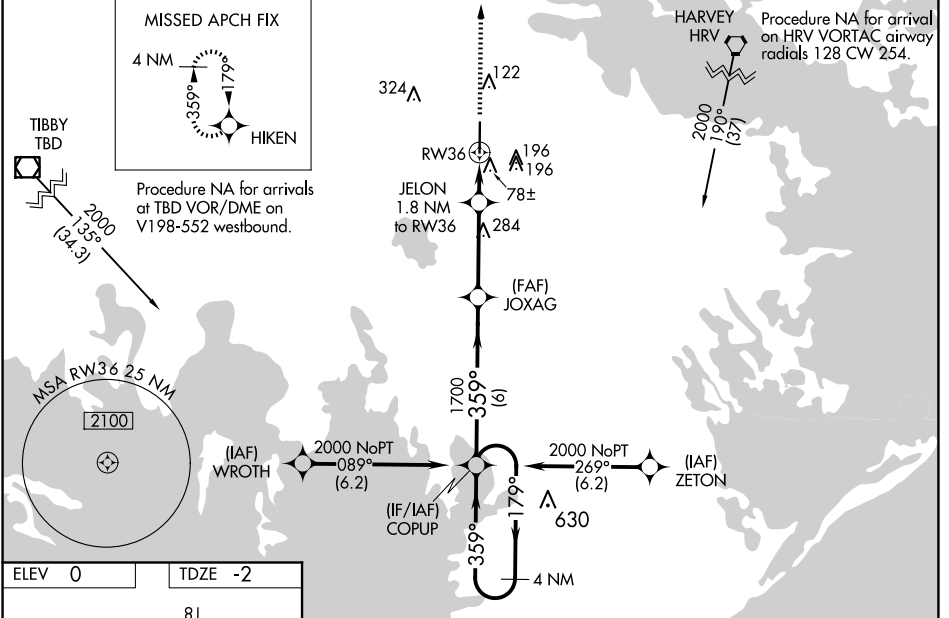 MISSED APCH FIX
4 NM
359°
179°
HIKEN
TIBBY
TBD
2000
135°
(34.3)
Procedure NA for arrivals
at TBD VOR/DME on
V198-552 westbound.
HARVEY
HRV
Procedure NA for arrival
on HRV VORTAC airway
radials 128 CW 254.
2000
190°
(37)
324
122
RW36
196
196
78±
JELON
1.8 NM
to RW36
284
(FAF)
JOXAG
1700
359°
(6)
MSA RW36 25 NM
2100
(IAF)
WROTH
2000 NoPT
089°
(6.2)
2000 NoPT
269°
(6.2)
(IAF)
ZETON
(IF/IAF)
COPUP
359°
179°
630
4 NM
ELEV 0
TDZE -2